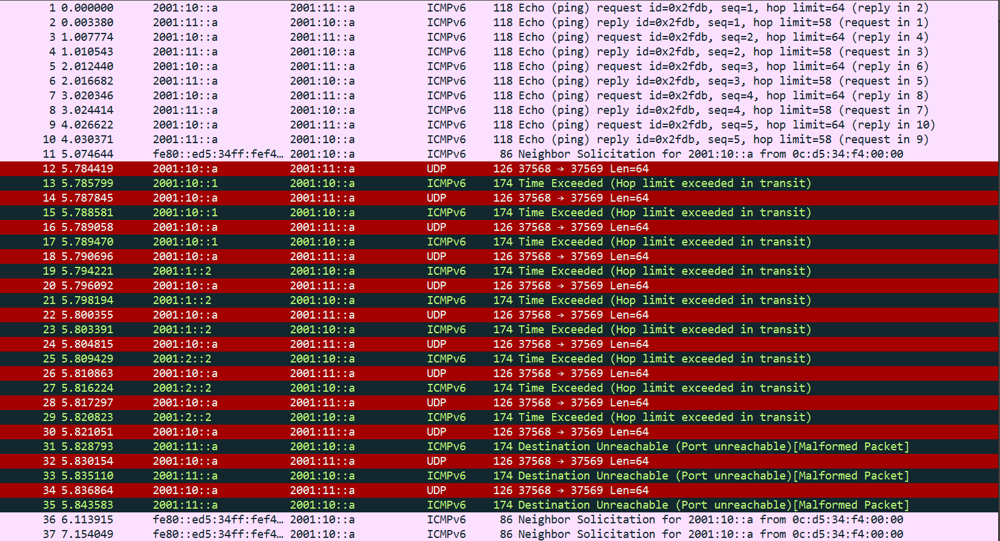 1 0.000000 2001:10::a 2001:11::a ICMPv6 118 Echo (ping) request id=0x2fdb, seq=1, hop limit=64 (reply in 2)
2 0.003380 2001:11::a 2001:10::a ICMPv6 118 Echo (ping) reply id=0x2fdb, seq=1, hop limit=58 (request in 1)
3 1.007774 2001:10::a 2001:11::a ICMPv6 118 Echo (ping) request id=0x2fdb, seq=2, hop limit=64 (reply in 4)
4 1.010543 2001:11::a 2001:10::a ICMPv6 118 Echo (ping) reply id=0x2fdb, seq=2, hop limit=58 (request in 3)
5 2.012440 2001:10::a 2001:11::a ICMPv6 118 Echo (ping) request id=0x2fdb, seq=3, hop limit=64 (reply in 6)
6 2.016682 2001:11::a 2001:10::a ICMPv6 118 Echo (ping) reply id=0x2fdb, seq=3, hop limit=58 (request in 5)
7 3.020346 2001:10::a 2001:11::a ICMPv6 118 Echo (ping) request id=0x2fdb, seq=4, hop limit=64 (reply in 8)
8 3.024414 2001:11::a 2001:10::a ICMPv6 118 Echo (ping) reply id=0x2fdb, seq=4, hop limit=58 (request in 7)
9 4.026622 2001:10::a 2001:11::a ICMPv6 118 Echo (ping) request id=0x2fdb, seq=5, hop limit=64 (reply in 10)
10 4.030371 2001:11::a 2001:10::a ICMPv6 118 Echo (ping) reply id=0x2fdb, seq=5, hop limit=58 (request in 9)
11 5.074644 fe80::ed5:34ff:fef4… 2001:10::a ICMPv6 86 Neighbor Solicitation for 2001:10::a from 0c:d5:34:f4:00:00
12 5.784419 2001:10::a 2001:11::a UDP 126 37568 → 37569 Len=64
13 5.785799 2001:10::1 2001:10::a ICMPv6 174 Time Exceeded (Hop limit exceeded in transit)
14 5.787845 2001:10::a 2001:11::a UDP 126 37568 → 37569 Len=64
15 5.788581 2001:10::1 2001:10::a ICMPv6 174 Time Exceeded (Hop limit exceeded in transit)
16 5.789058 2001:10::a 2001:11::a UDP 126 37568 → 37569 Len=64
17 5.789470 2001:10::1 2001:10::a ICMPv6 174 Time Exceeded (Hop limit exceeded in transit)
18 5.790696 2001:10::a 2001:11::a UDP 126 37568 → 37569 Len=64
19 5.794221 2001:1::2 2001:10::a ICMPv6 174 Time Exceeded (Hop limit exceeded in transit)
20 5.796092 2001:10::a 2001:11::a UDP 126 37568 → 37569 Len=64
21 5.798194 2001:1::2 2001:10::a ICMPv6 174 Time Exceeded (Hop limit exceeded in transit)
22 5.800355 2001:10::a 2001:11::a UDP 126 37568 → 37569 Len=64
23 5.803391 2001:1::2 2001:10::a ICMPv6 174 Time Exceeded (Hop limit exceeded in transit)
24 5.804815 2001:10::a 2001:11::a UDP 126 37568 → 37569 Len=64
25 5.809429 2001:2::2 2001:10::a ICMPv6 174 Time Exceeded (Hop limit exceeded in transit)
26 5.810863 2001:10::a 2001:11::a UDP 126 37568 → 37569 Len=64
27 5.816224 2001:2::2 2001:10::a ICMPv6 174 Time Exceeded (Hop limit exceeded in transit)
28 5.817297 2001:10::a 2001:11::a UDP 126 37568 → 37569 Len=64
29 5.820823 2001:2::2 2001:10::a ICMPv6 174 Time Exceeded (Hop limit exceeded in transit)
30 5.821051 2001:10::a 2001:11::a UDP 126 37568 → 37569 Len=64
31 5.828793 2001:11::a 2001:10::a ICMPv6 174 Destination Unreachable (Port unreachable)[Malformed Packet]
32 5.830154 2001:10::a 2001:11::a UDP 126 37568 → 37569 Len=64
33 5.835110 2001:11::a 2001:10::a ICMPv6 174 Destination Unreachable (Port unreachable)[Malformed Packet]
34 5.836864 2001:10::a 2001:11::a UDP 126 37568 → 37569 Len=64
35 5.843583 2001:11::a 2001:10::a ICMPv6 174 Destination Unreachable (Port unreachable)[Malformed Packet]
36 6.113915 fe80::ed5:34ff:fef4… 2001:10::a ICMPv6 86 Neighbor Solicitation for 2001:10::a from 0c:d5:34:f4:00:00
37 7.154049 fe80::ed5:34ff:fef4… 2001:10::a ICMPv6 86 Neighbor Solicitation for 2001:10::a from 0c:d5:34:f4:00:00